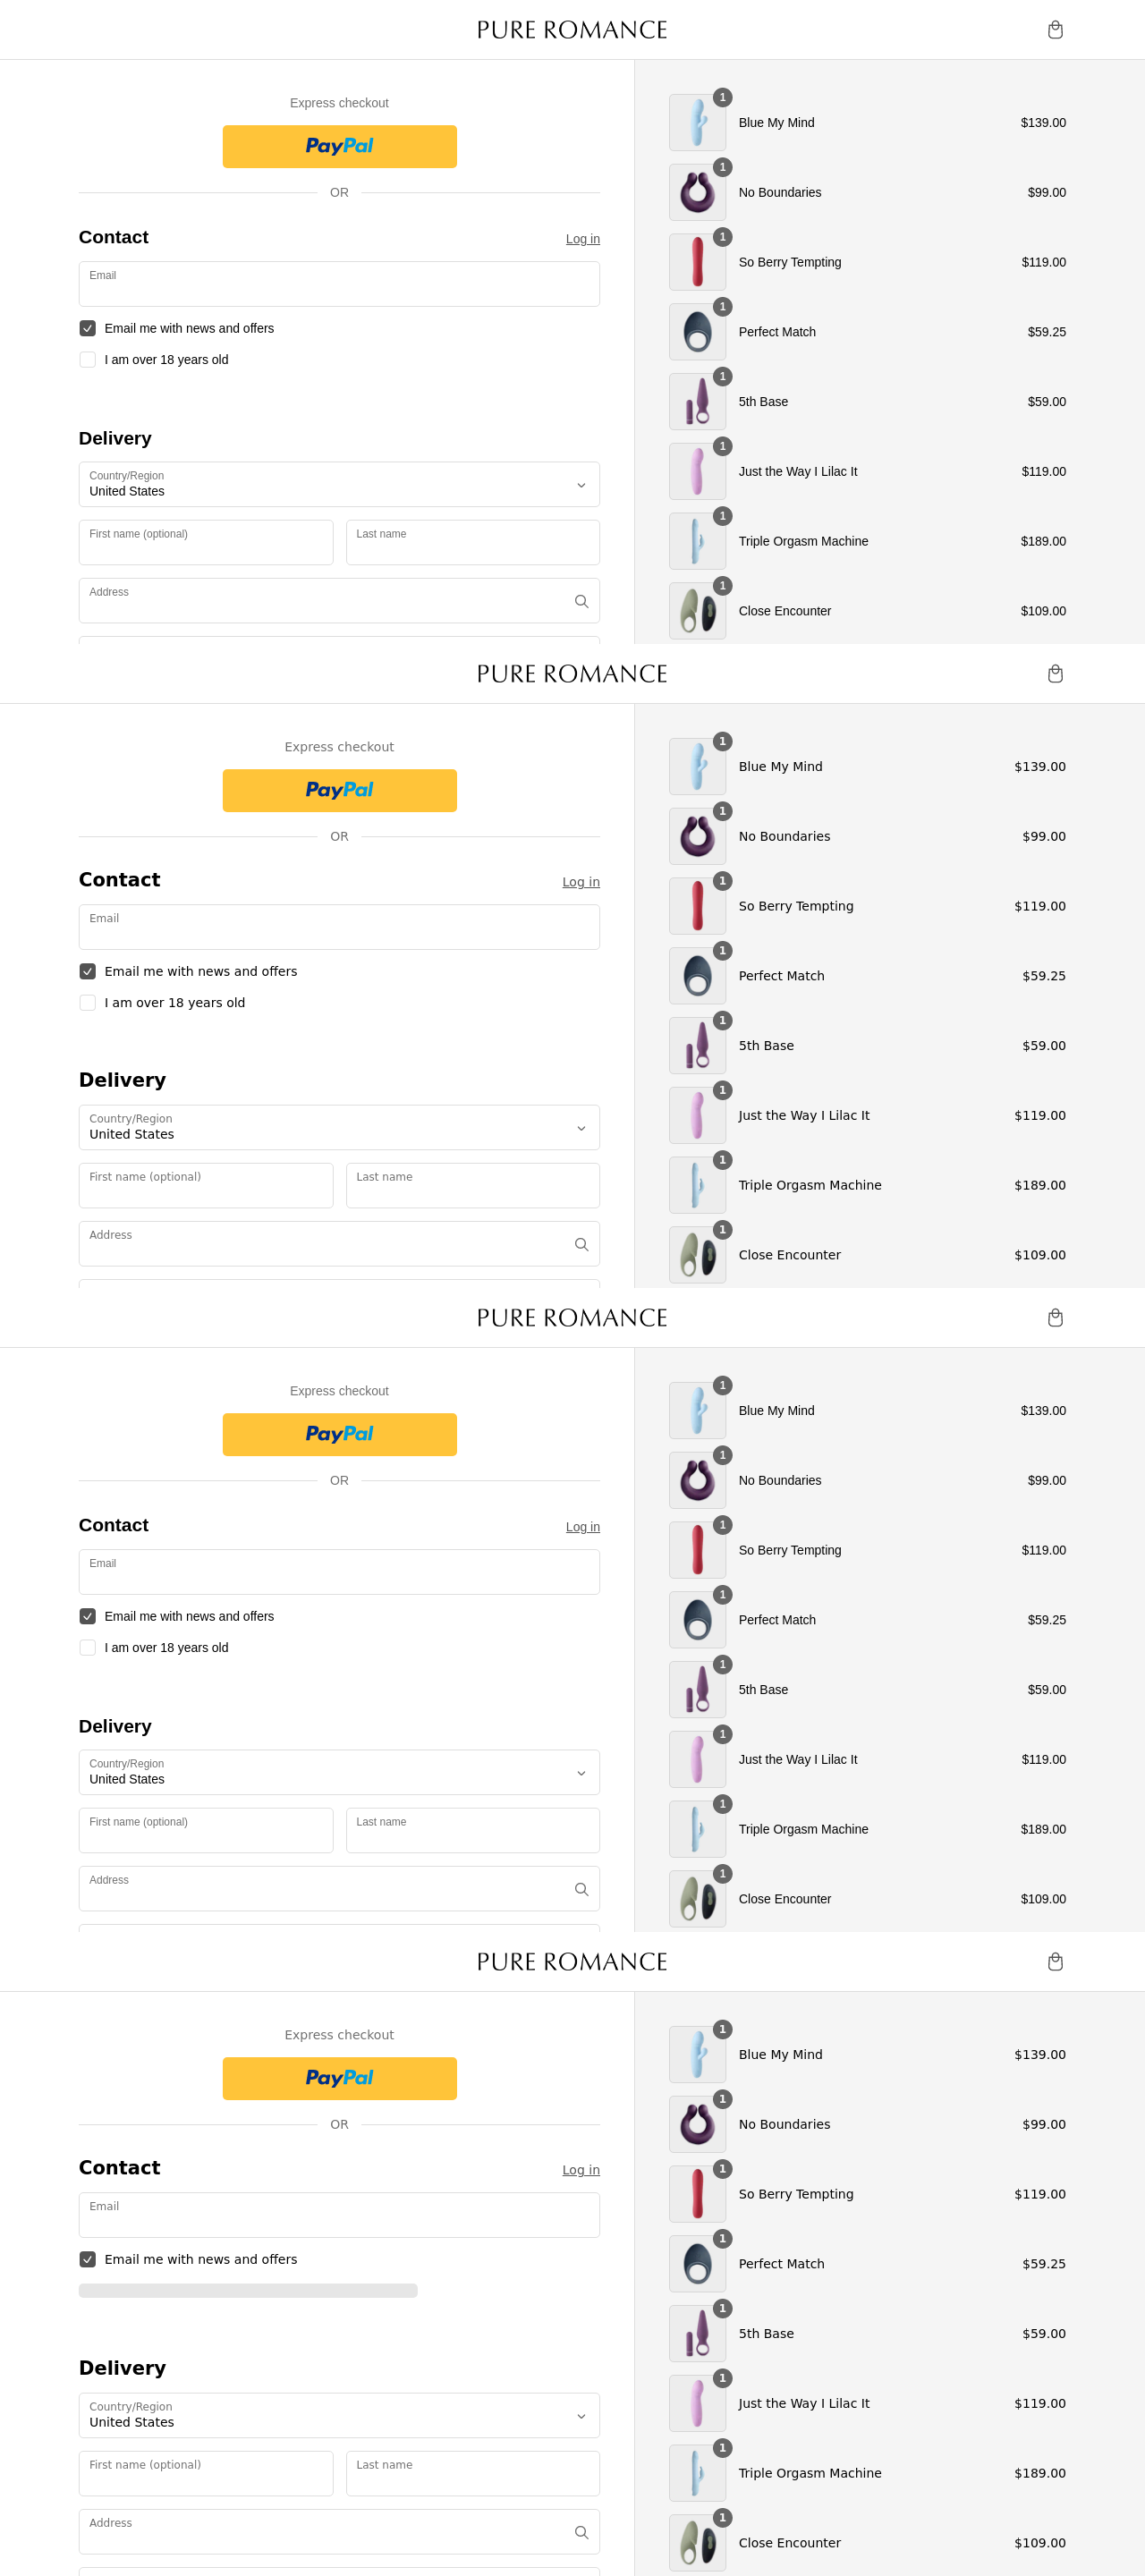 PURE ROMANCE
Express checkout
PayPal
OR
Contact
Log in
Email
Email me with news and offers
I am over 18 years old
Delivery
Country/Region
United States
First name (optional)
Last name
Address
1
Blue My Mind
$139.00
1
No Boundaries
$99.00
1
So Berry Tempting
$119.00
1
Perfect Match
$59.25
1
5th Base
$59.00
1
Just the Way I Lilac It
$119.00
1
Triple Orgasm Machine
$189.00
1
Close Encounter
$109.00
PURE ROMANCE
Express checkout
PayPal
OR
Contact
Log in
Email
Email me with news and offers
I am over 18 years old
Delivery
Country/Region
United States
First name (optional)
Last name
Address
1
Blue My Mind
$139.00
1
No Boundaries
$99.00
1
So Berry Tempting
$119.00
1
Perfect Match
$59.25
1
5th Base
$59.00
1
Just the Way I Lilac It
$119.00
1
Triple Orgasm Machine
$189.00
1
Close Encounter
$109.00
PURE ROMANCE
Express checkout
PayPal
OR
Contact
Log in
Email
Email me with news and offers
I am over 18 years old
Delivery
Country/Region
United States
First name (optional)
Last name
Address
1
Blue My Mind
$139.00
1
No Boundaries
$99.00
1
So Berry Tempting
$119.00
1
Perfect Match
$59.25
1
5th Base
$59.00
1
Just the Way I Lilac It
$119.00
1
Triple Orgasm Machine
$189.00
1
Close Encounter
$109.00
PURE ROMANCE
Express checkout
PayPal
OR
Contact
Log in
Email
Email me with news and offers
Delivery
Country/Region
United States
First name (optional)
Last name
Address
1
Blue My Mind
$139.00
1
No Boundaries
$99.00
1
So Berry Tempting
$119.00
1
Perfect Match
$59.25
1
5th Base
$59.00
1
Just the Way I Lilac It
$119.00
1
Triple Orgasm Machine
$189.00
1
Close Encounter
$109.00